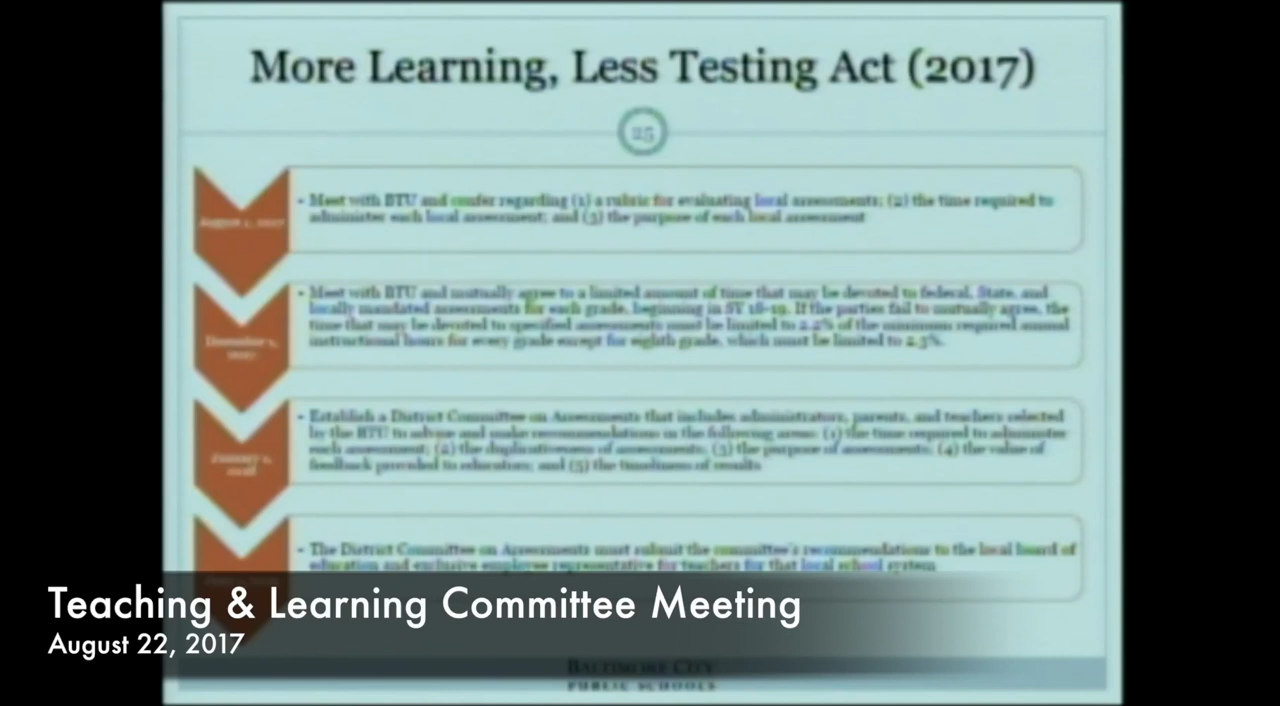 More Learning, Less Testing Act (2017)
25
August 1, 2017
• Meet with BTU and confer regarding (1) a rubric for evaluating local assessments; (2) the time required to
administer each local assessment; and (3) the purpose of each local assessment
December 1,
2017
• Meet with BTU and mutually agree to a limited amount of time that may be devoted to federal, State, and
locally mandated assessments for each grade, beginning in SY 18-19. If the parties fail to mutually agree, the
time that may be devoted to specified assessments must be limited to 2.2% of the minimum required annual
instructional hours for every grade except for eighth grade, which must be limited to 2.3%.
January 1,
2018
• Establish a District Committee on Assessments that includes administrators, parents, and teachers selected
by the BTU to advise and make recommendations in the following areas: (1) the time required to administer
each assessment; (2) the duplicativeness of assessments; (3) the purpose of assessments; (4) the value of
feedback provided to educators; and (5) the timeliness of results
• The District Committee on Assessments must submit the committee's recommendations to the local board of
education and exclusive employee representative for teachers for that local school system
Teaching & Learning Committee Meeting
August 22, 2017
BALTIMORE CITY
PUBLIC SCHOOLS